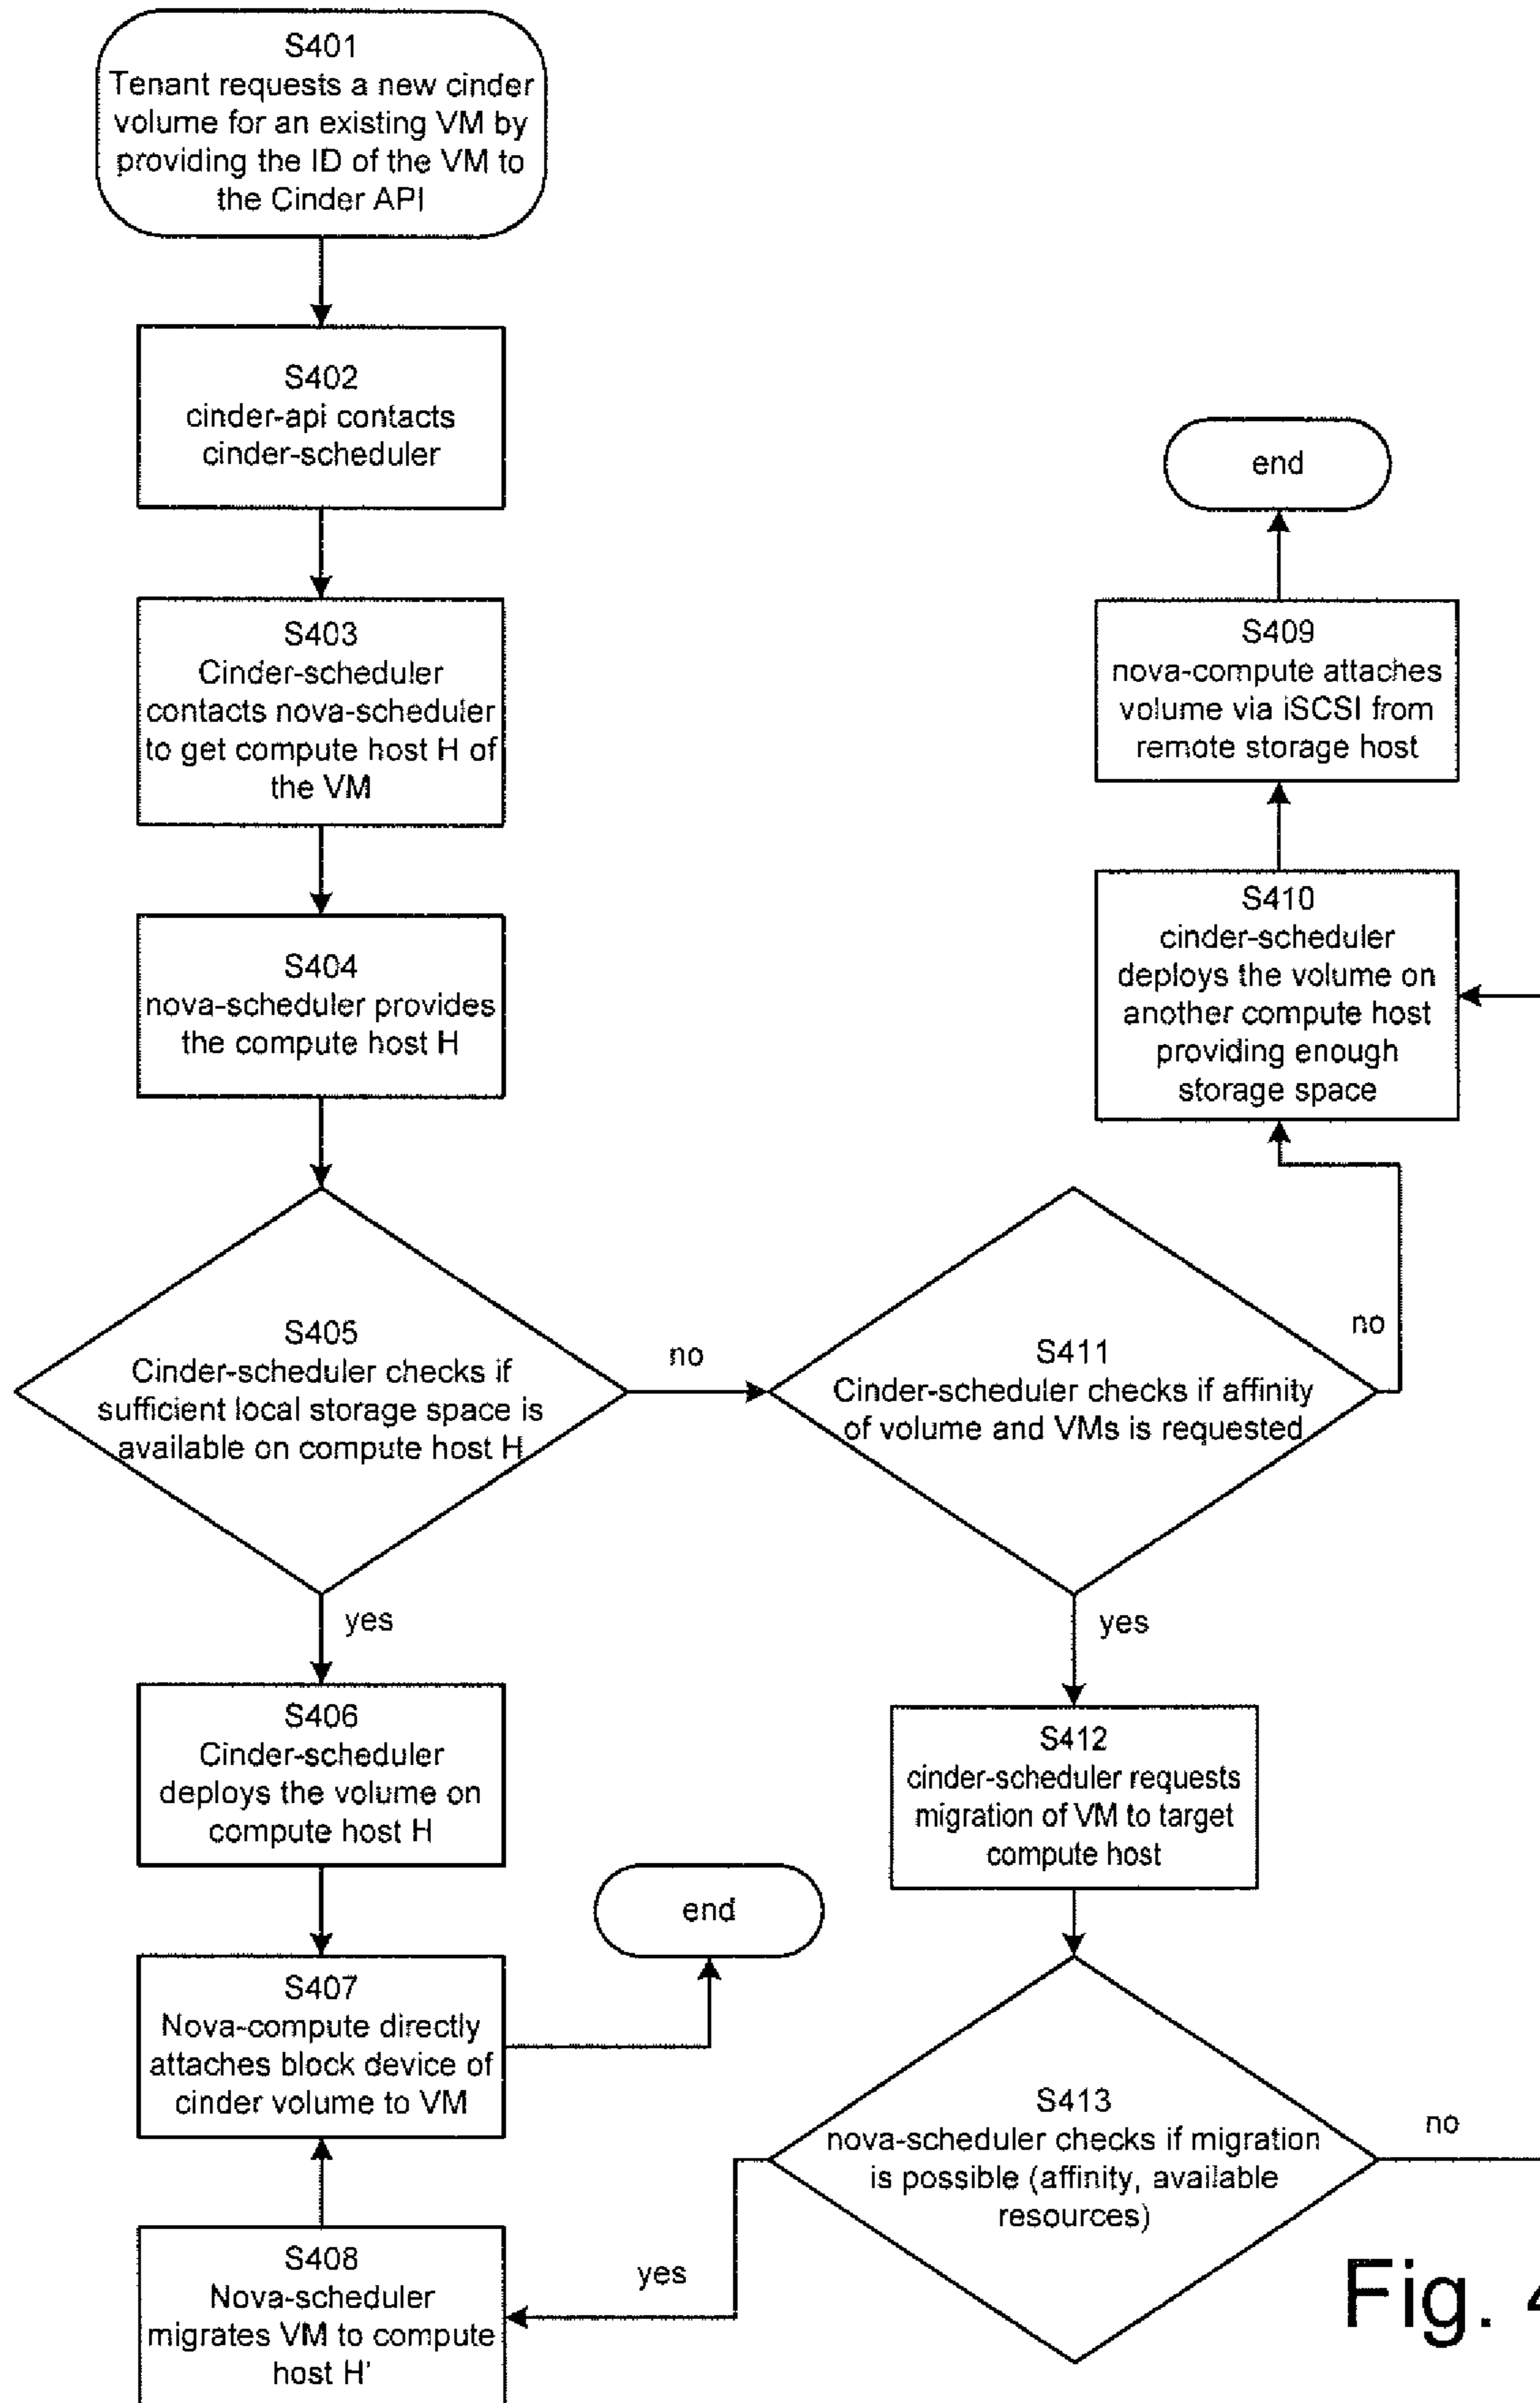 S401
Tenant requests a new cinder
volume for an existing VM by
providing the ID of the VM to
the Cinder API
S402
cinder-api contacts
cinder-scheduler
S403
Cinder-scheduler
contacts nova-scheduler
to get compute host H of
the VM
S404
nova-scheduler provides
the compute host H
S405
Cinder-scheduler checks if
sufficient local storage space is
available on compute host H
no
yes
S406
Cinder-scheduler
deploys the volume on
compute host H
S407
Nova-compute directly
attaches block device of
cinder volume to VM
end
S408
Nova-scheduler
migrates VM to compute
host H'
end
S409
nova-compute attaches
volume via iSCSI from
remote storage host
S410
cinder-scheduler
deploys the volume on
another compute host
providing enough
storage space
no
S411
Cinder-scheduler checks if affinity
of volume and VMs is requested
yes
S412
cinder-scheduler requests
migration of VM to target
compute host
S413
nova-scheduler checks if migration
is possible (affinity, available
resources)
no
yes
Fig. 4